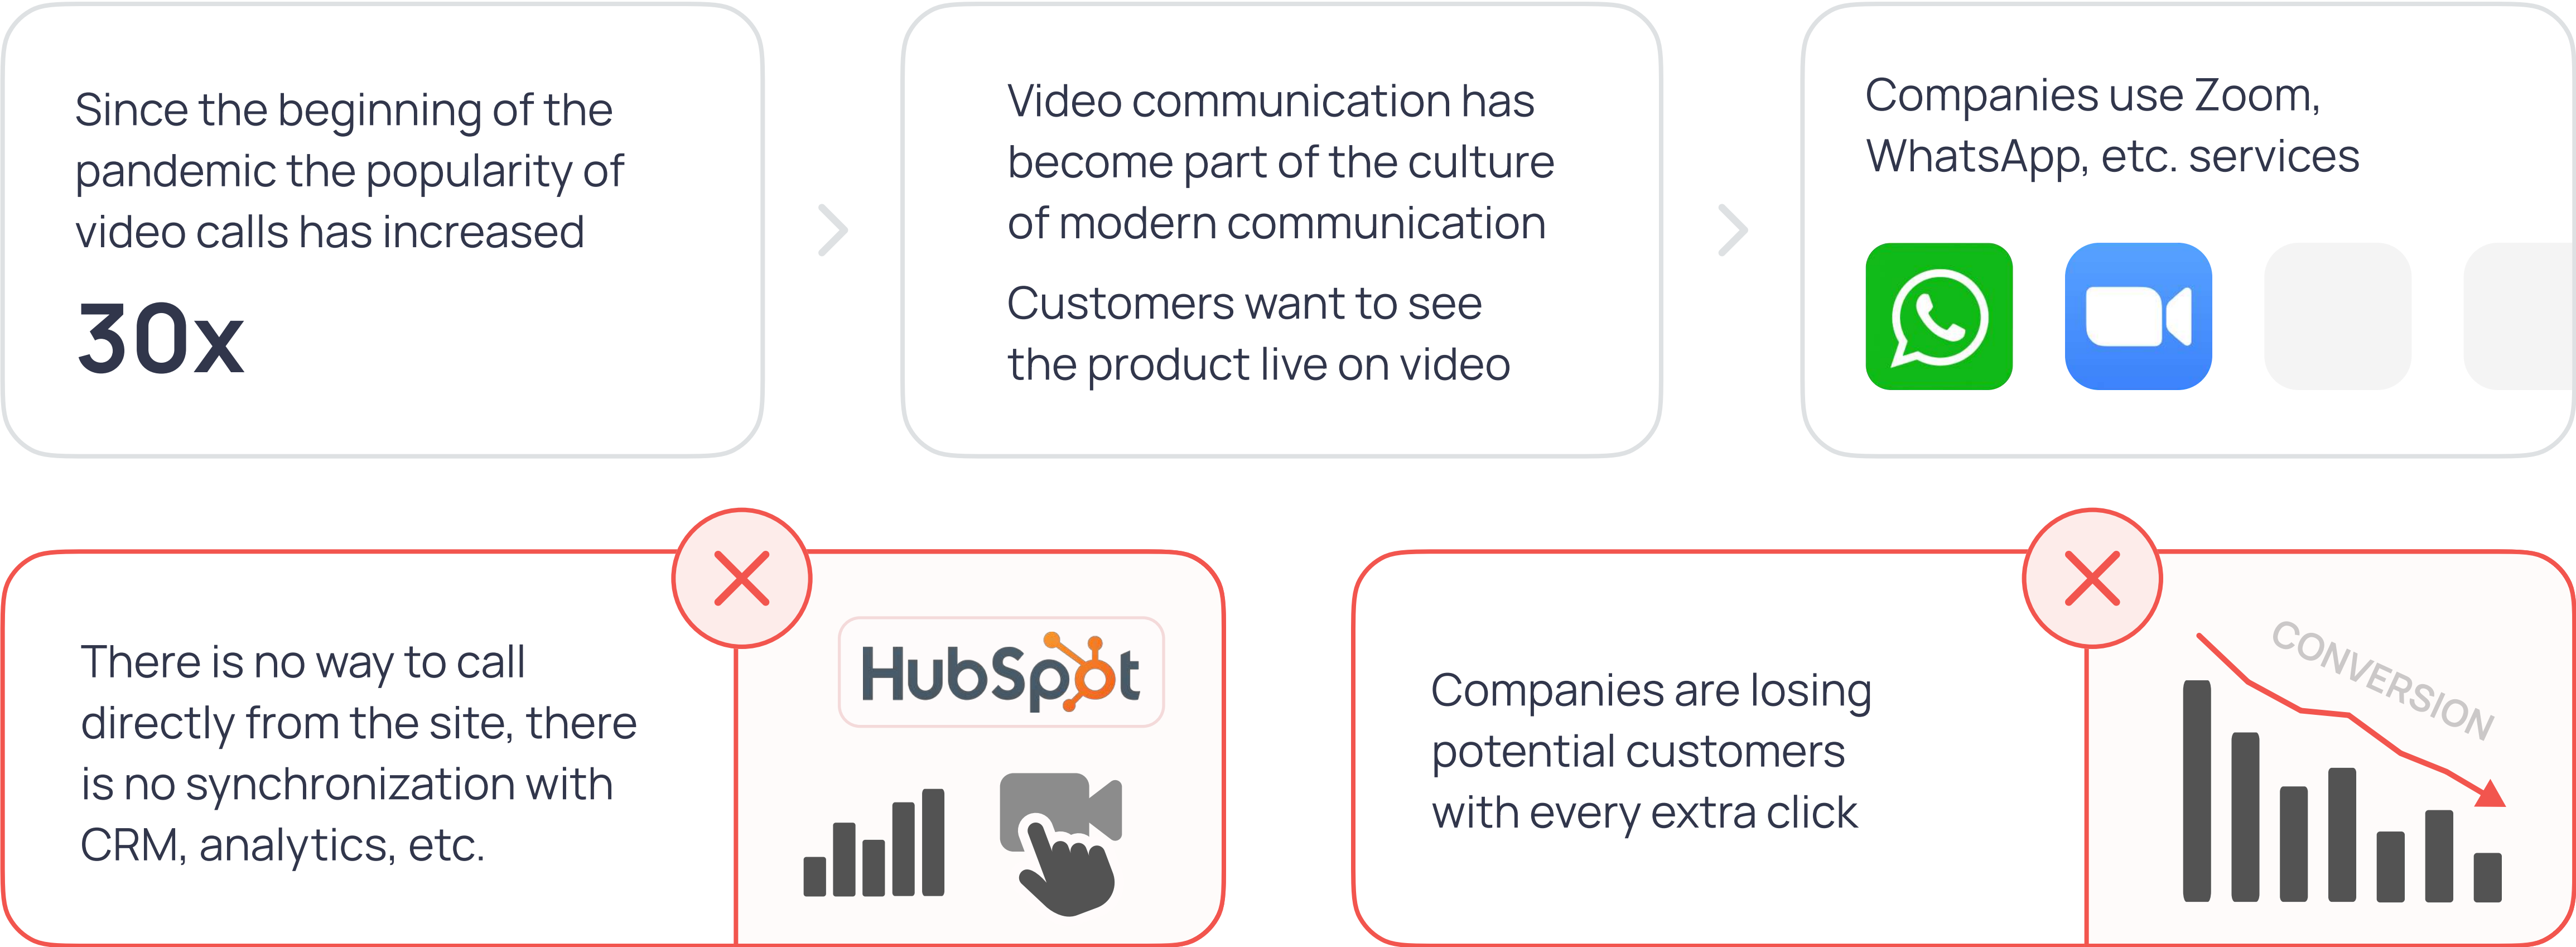 Since the beginning of the
pandemic the popularity of
video calls has increased
30x
Video communication has
become part of the culture
of modern communication
Customers want to see
the product live on video
Companies use Zoom,
WhatsApp, etc. services
There is no way to call
directly from the site, there
is no synchronization with
CRM, analytics, etc.
HubSpot
Companies are losing
potential customers
with every extra click
CONVERSION